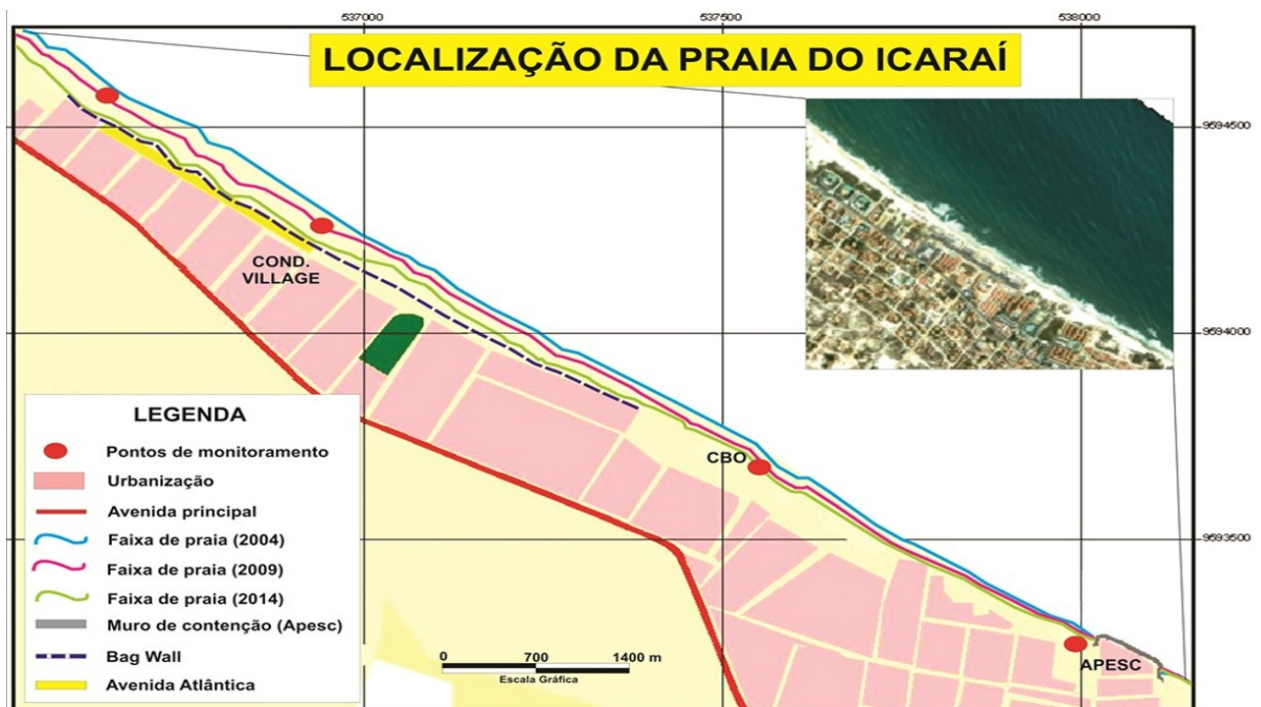 537000
537500
538000
LOCALIZAÇÃO DA PRAIA DO ICARAÍ
9594500
COND.
VILLAGE
9594000
LEGENDA
Pontos de monitoramento
Urbanização
Avenida principal
Faixa de praia (2004)
Faixa de praia (2009)
Faixa de praia (2014)
Muro de contenção (Apesc)
Bag Wall
Avenida Atlântica
CBO
9593500
0 700 1400 m
Escala Gráfica
APESC